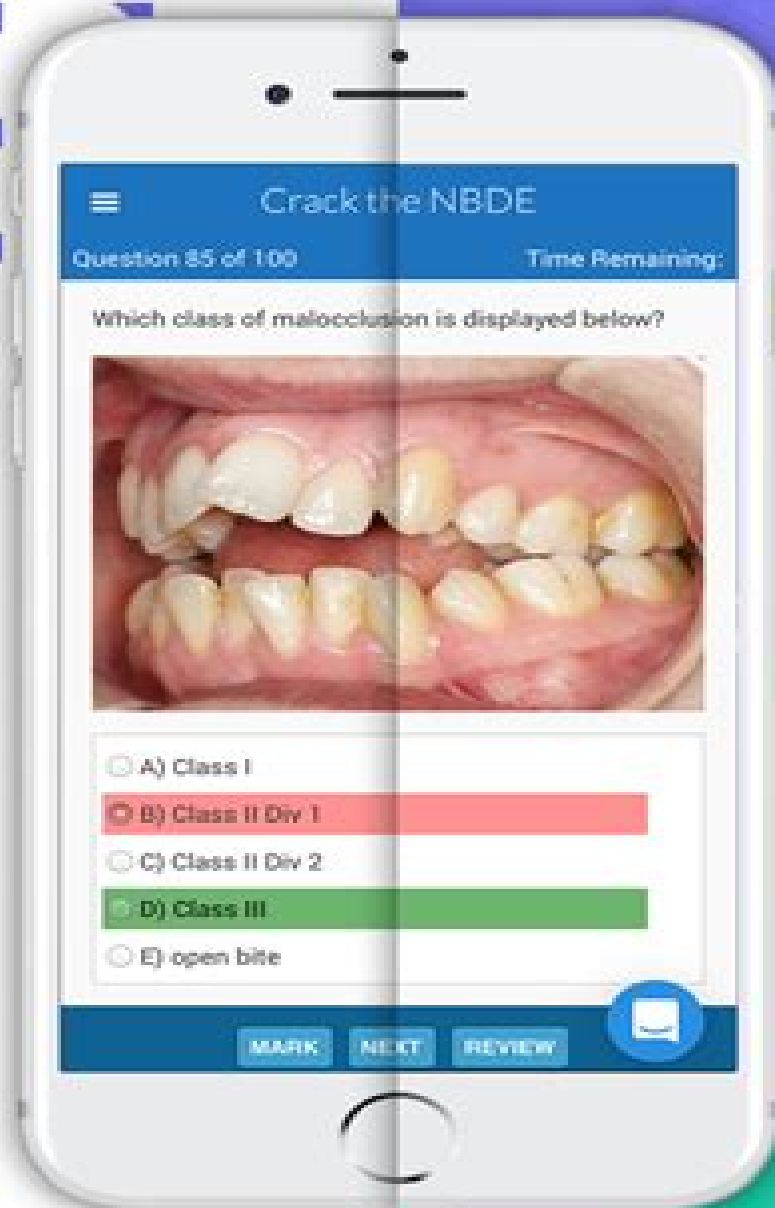 Crack the NBDE
Question 85 of 100 Time Remaining:
Which class of malocclusion is displayed below?
A) Class I
B) Class II Div 1
C) Class II Div 2
D) Class III
E) open bite
MARK NEXT REVIEW